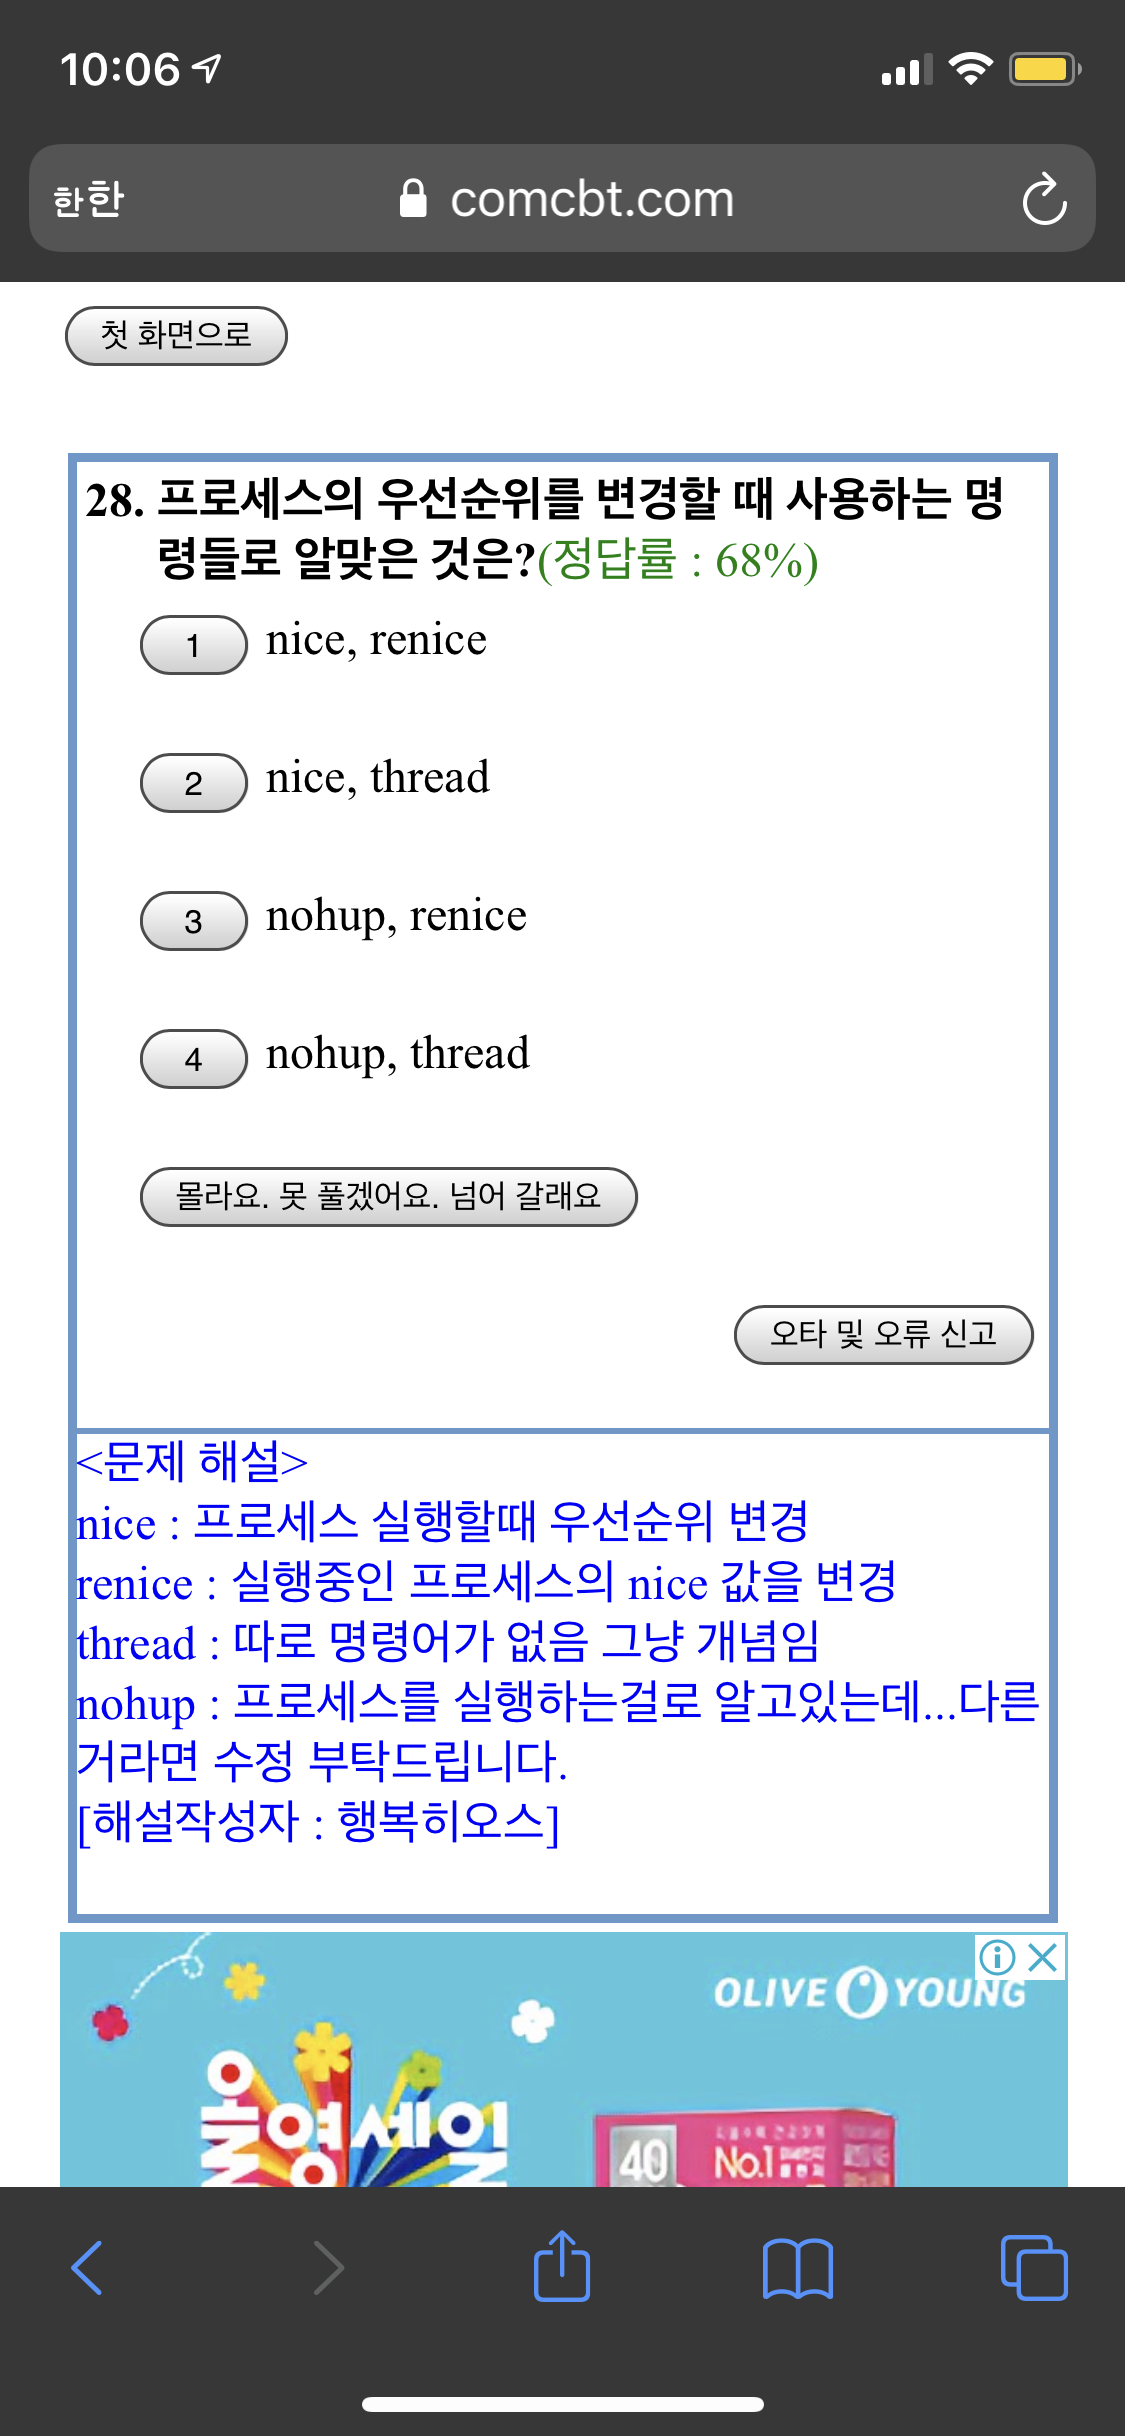 10:06
한한 comcbt.com
첫 화면으로
28. 프로세스의 우선순위를 변경할 때 사용하는 명
령들로 알맞은 것은?(정답률 : 68%)
1 nice, renice
2 nice, thread
3 nohup, renice
4 nohup, thread
몰라요. 못 풀겠어요. 넘어 갈래요
오타 및 오류 신고
<문제 해설>
nice : 프로세스 실행할때 우선순위 변경
renice : 실행중인 프로세스의 nice 값을 변경
thread : 따로 명령어가 없음 그냥 개념임
nohup : 프로세스를 실행하는걸로 알고있는데...다른
거라면 수정 부탁드립니다.
[해설작성자 : 행복히오스]
OLIVE YOUNG
올영세일
40 No.1